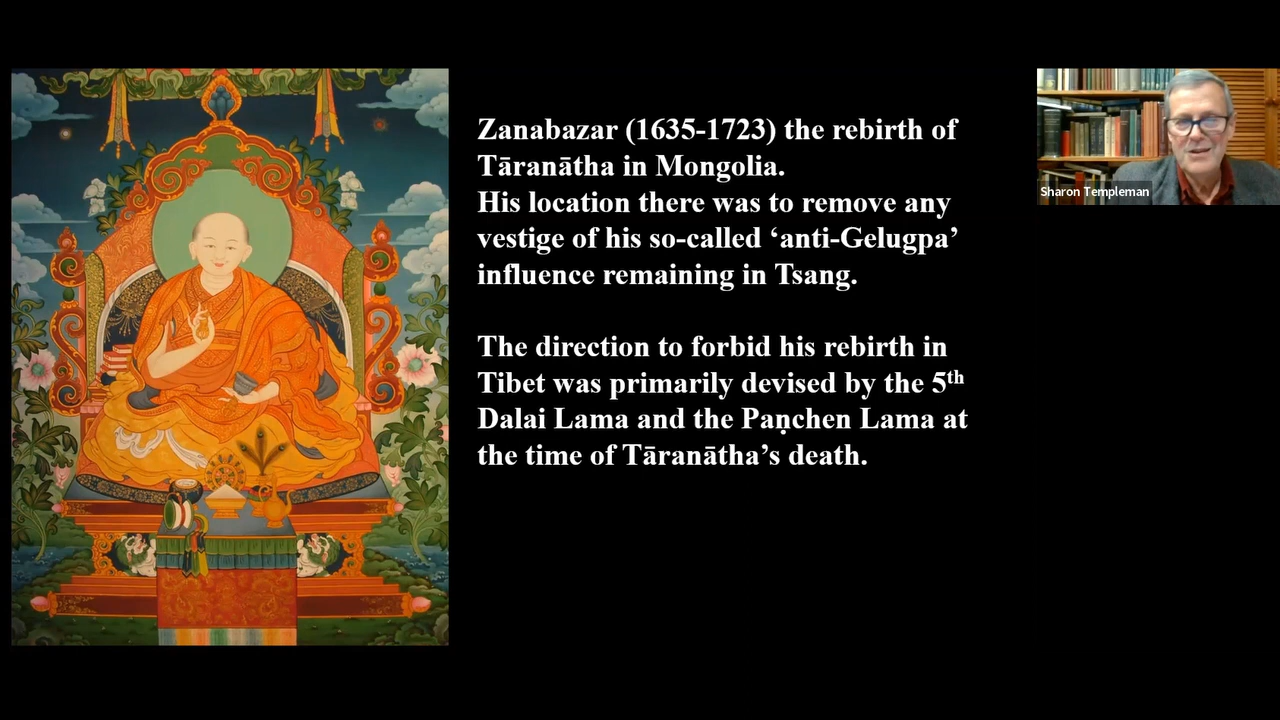 Zanabazar (1635-1723) the rebirth of
Tāranātha in Mongolia.
His location there was to remove any
vestige of his so-called ‘anti-Gelugpa’
influence remaining in Tsang.
The direction to forbid his rebirth in
Tibet was primarily devised by the 5th
Dalai Lama and the Paṇchen Lama at
the time of Tāranātha’s death.
Sharon Templeman